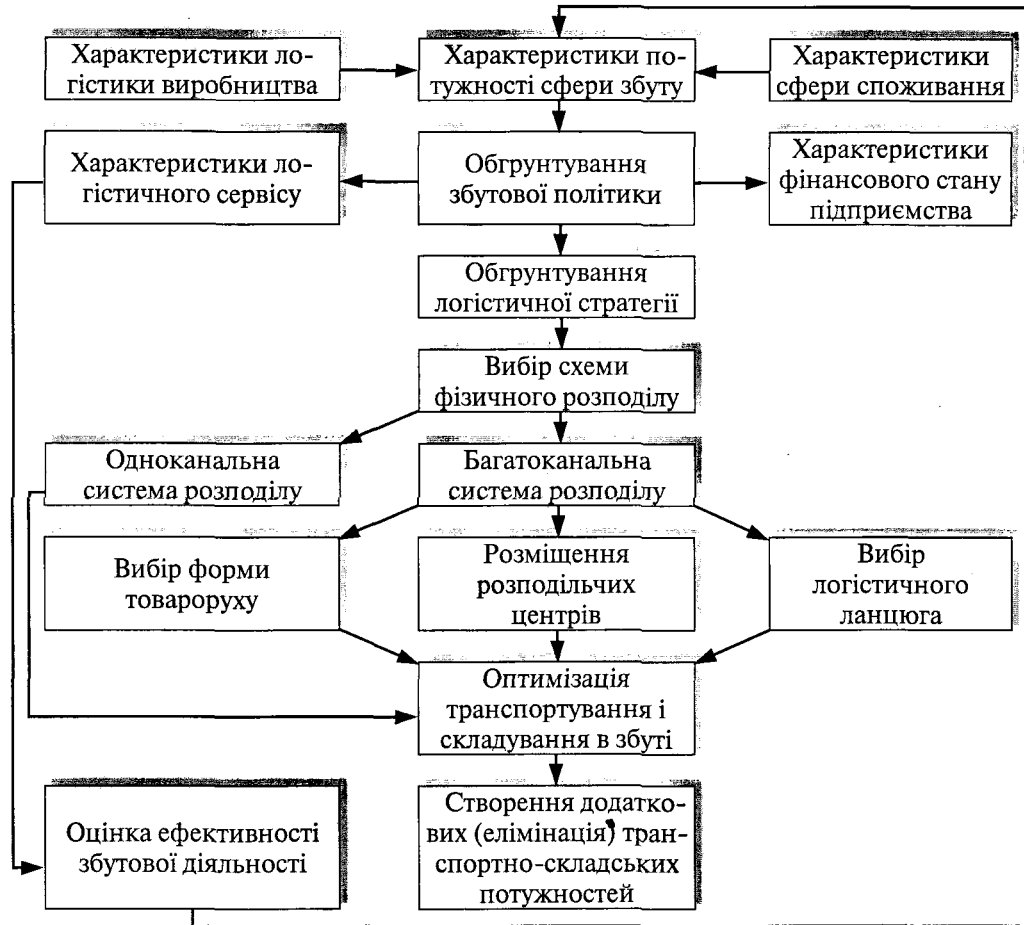 Характеристики ло-
гістики виробництва
Характеристики по-
тужності сфери збуту
Характеристики
сфери споживання
Характеристики ло-
гістичного сервісу
Обгрунтування
збутової політики
Характеристики
фінансового стану
підприємства
Обгрунтування
логістичної стратегії
Вибір схеми
фізичного розподілу
Одноканальна
система розподілу
Багатоканальна
система розподілу
Вибір форми
товароруху
Розміщення
розподільчих
центрів
Вибір
логістичного
ланцюга
Оптимізація
транспортування і
складування в збуті
Оцінка ефективності
збутової діяльності
Створення додатко-
вих (елімінація) тран-
спортно-складських
потужностей